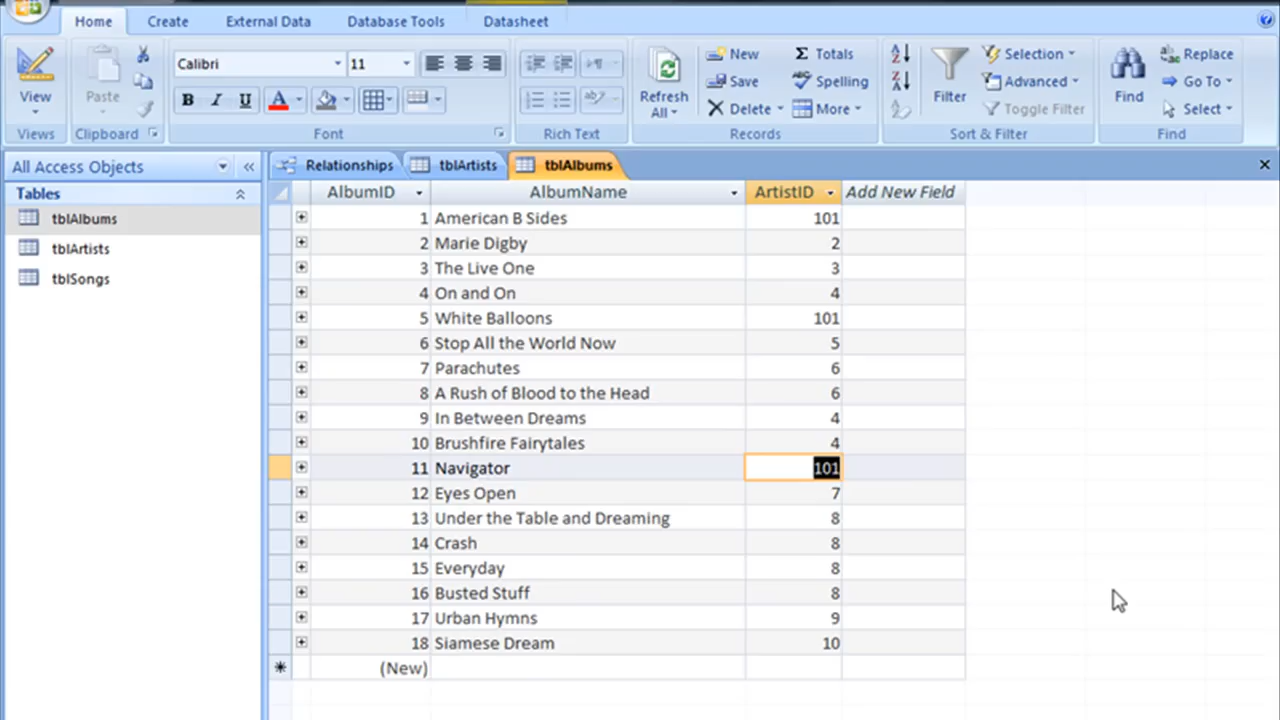 Home Create External Data Database Tools Datasheet
View Paste Calibri 11 B I U A Refresh All New Save Delete Totals Spelling More Filter Selection Advanced Toggle Filter Find Replace Go To Select
Views Clipboard Font Rich Text Records Sort & Filter Find
All Access Objects « Relationships tblArtists tblAlbums
Tables
tblAlbums
tblArtists
tblSongs
AlbumID AlbumName ArtistID Add New Field
1 American B Sides 101
2 Marie Digby 2
3 The Live One 3
4 On and On 4
5 White Balloons 101
6 Stop All the World Now 5
7 Parachutes 6
8 A Rush of Blood to the Head 6
9 In Between Dreams 4
10 Brushfire Fairytales 4
11 Navigator 101
12 Eyes Open 7
13 Under the Table and Dreaming 8
14 Crash 8
15 Everyday 8
16 Busted Stuff 8
17 Urban Hymns 9
18 Siamese Dream 10
(New)